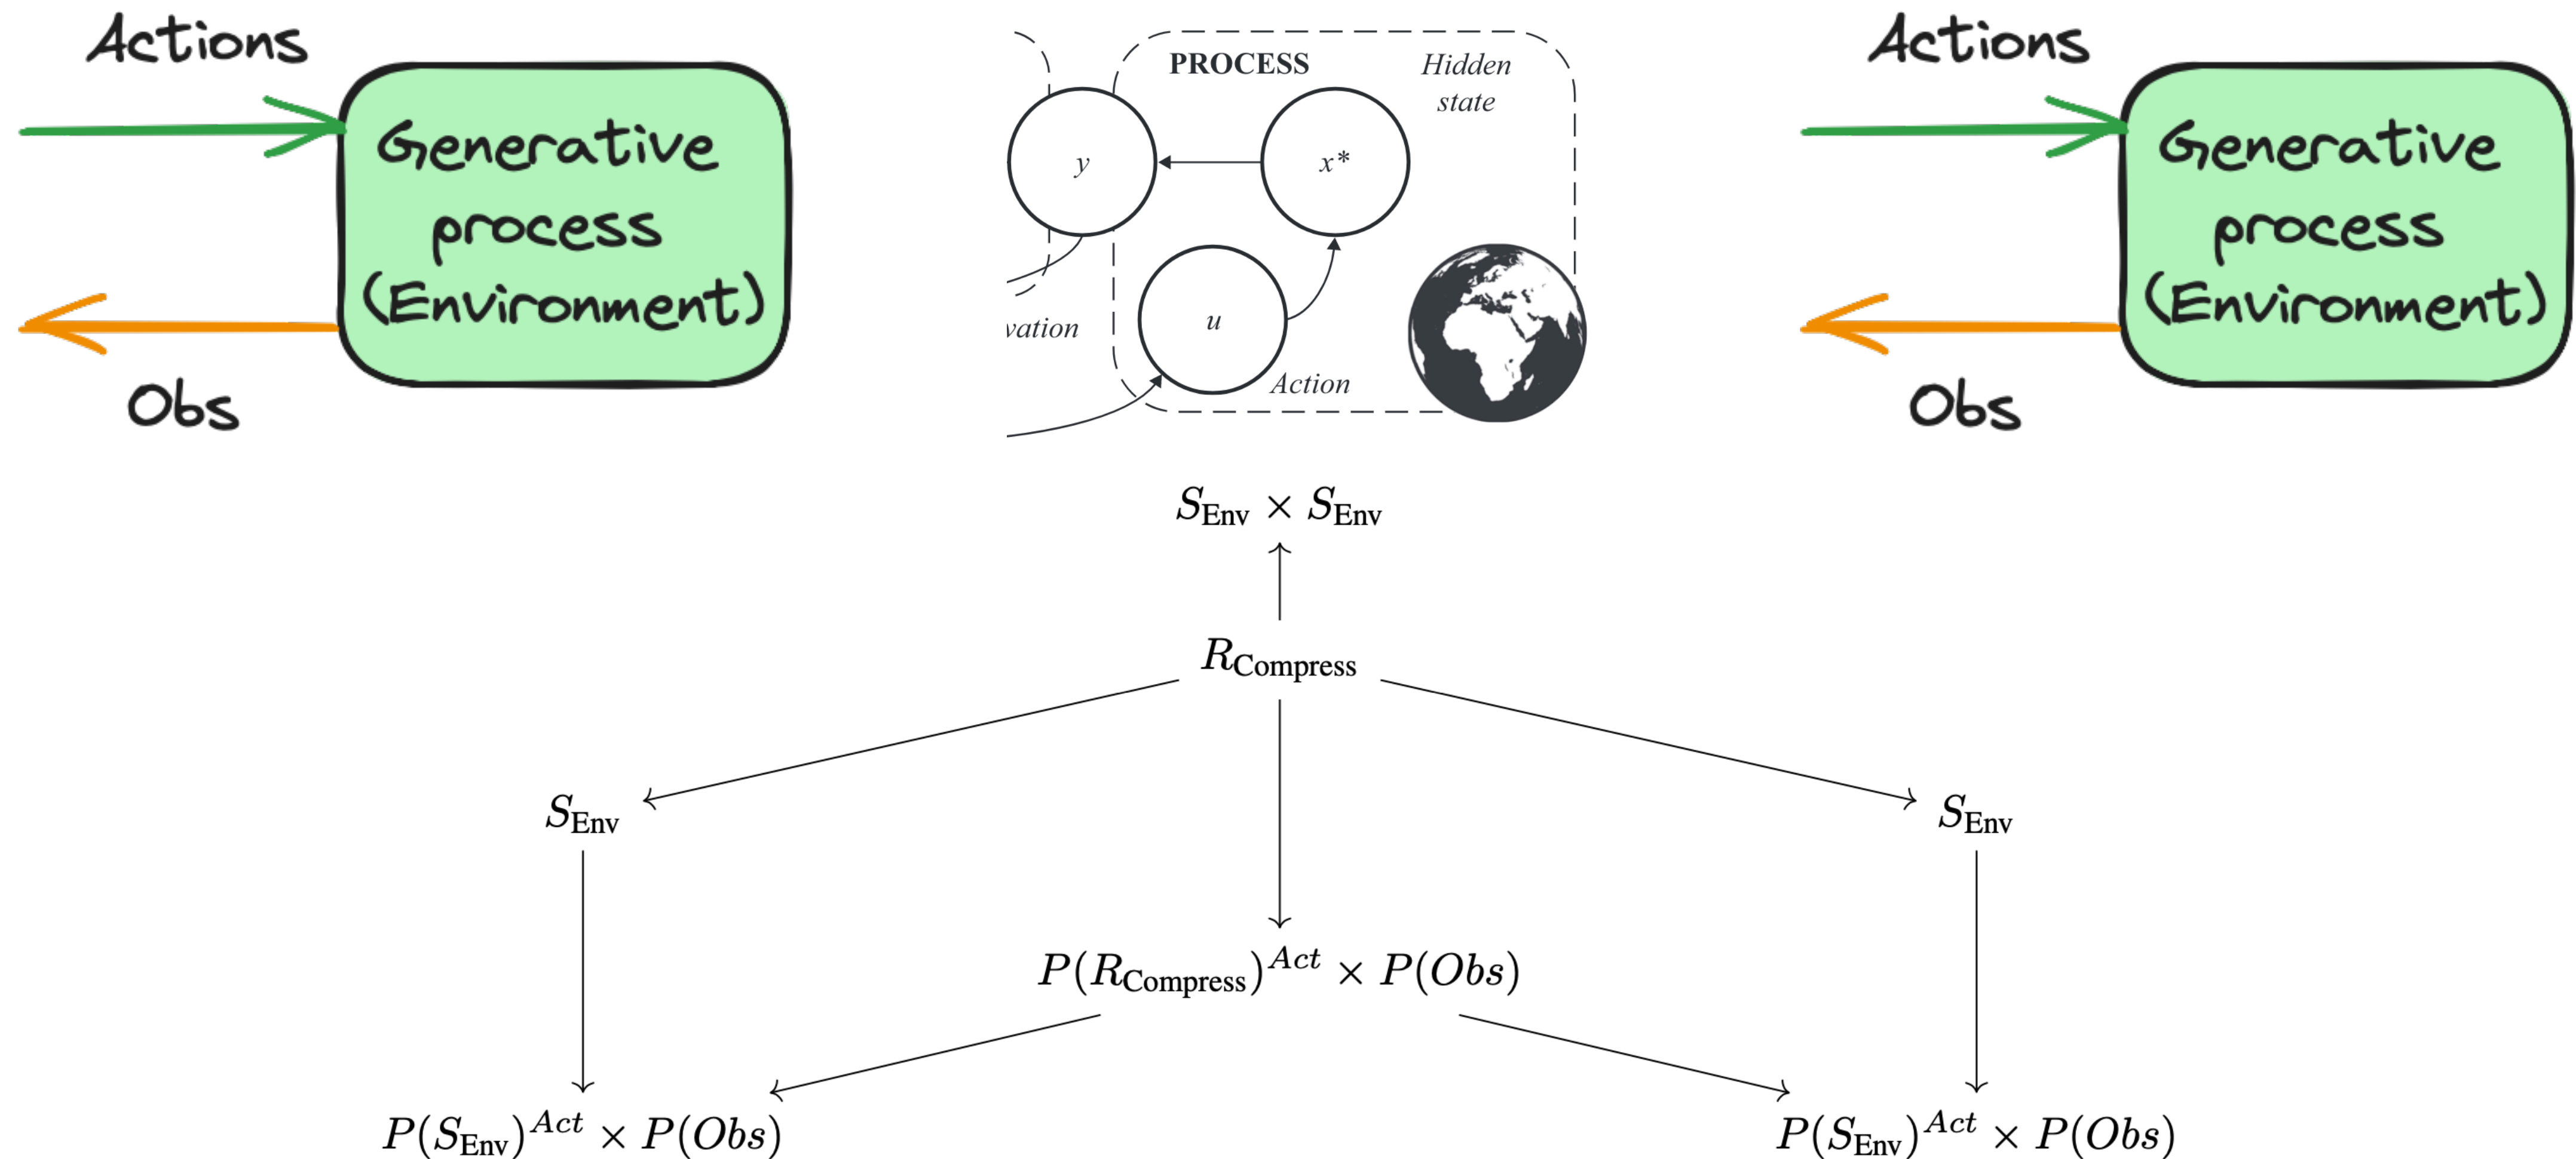 Actions
Generative
process
(Environment)
Obs
PROCESS
Hidden
state
y
x*
u
vation
Action
Actions
Generative
process
(Environment)
Obs
S_Env × S_Env
R_Compress
S_Env
S_Env
P(R_Compress)^Act × P(Obs)
P(S_Env)^Act × P(Obs)
P(S_Env)^Act × P(Obs)